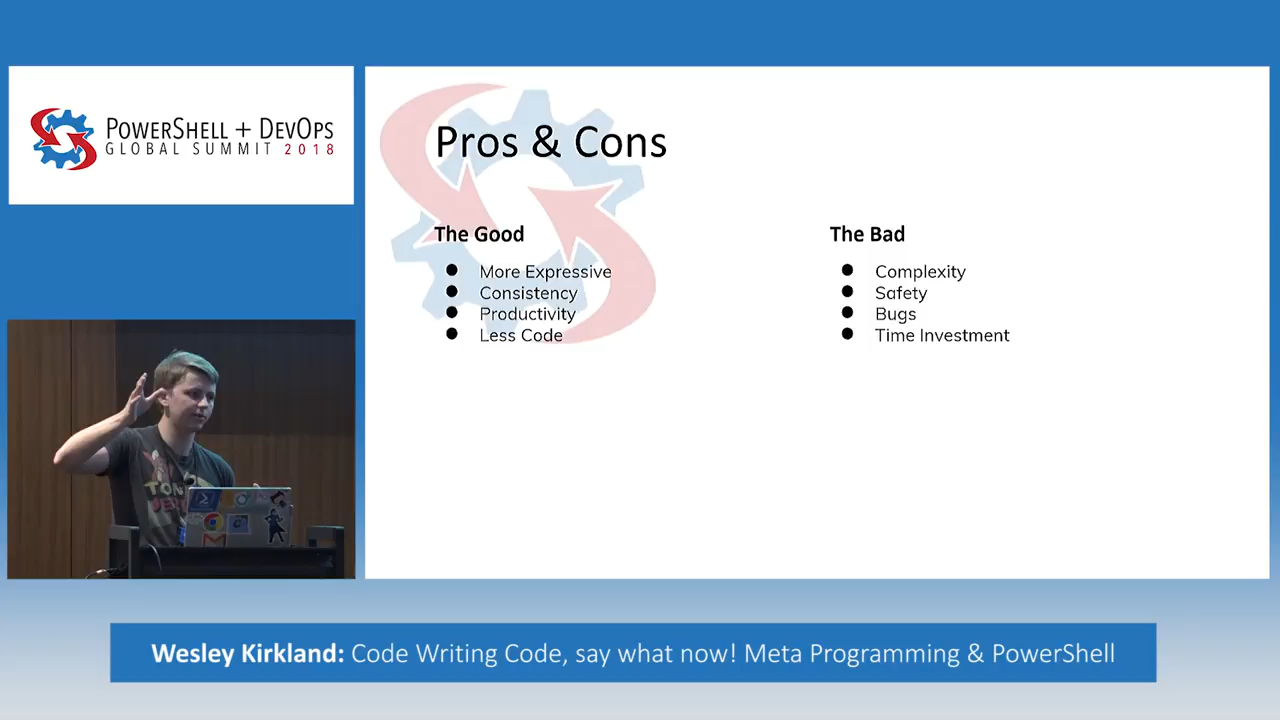 POWERSHELL + DEVOPS
GLOBAL SUMMIT 2018
Pros & Cons
The Good
More Expressive
Consistency
Productivity
Less Code
The Bad
Complexity
Safety
Bugs
Time Investment
Wesley Kirkland: Code Writing Code, say what now! Meta Programming & PowerShell